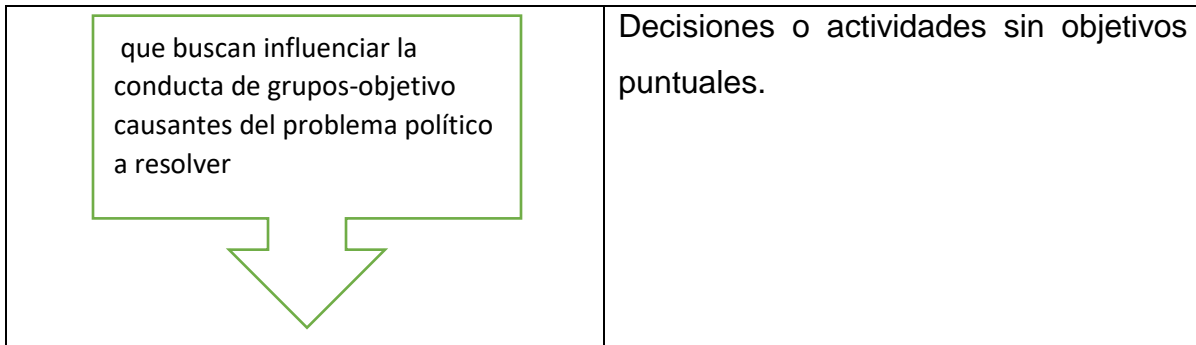 que buscan influenciar la
conducta de grupos-objetivo
causantes del problema político
a resolver
Decisiones o actividades sin objetivos
puntuales.